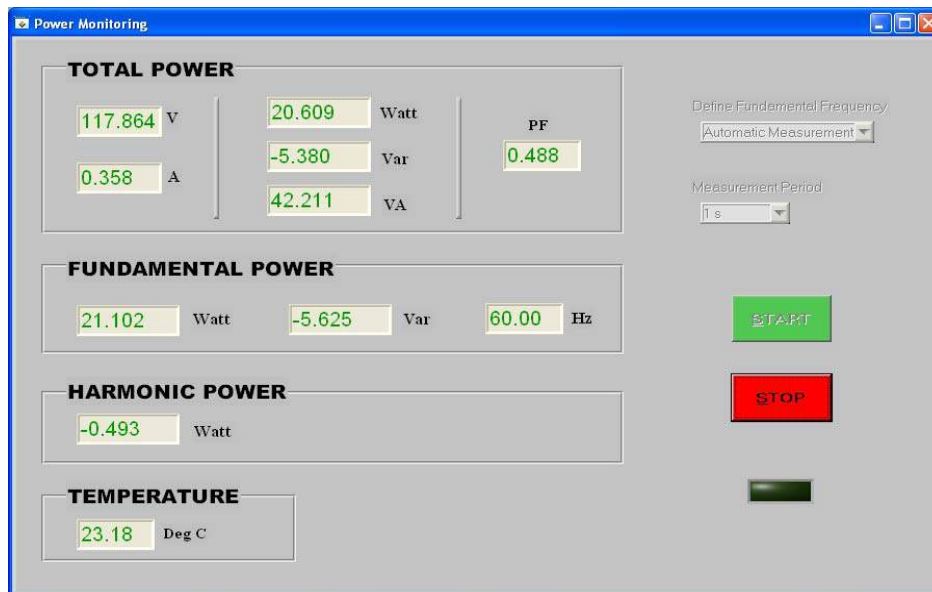 Power Monitoring
TOTAL POWER
117.864 V
0.358 A
20.609 Watt
-5.380 Var
42.211 VA
PF
0.488
Define Fundamental Frequency
Automatic Measurement
Measurement Period
1 s
FUNDAMENTAL POWER
21.102 Watt -5.625 Var 60.00 Hz
START
HARMONIC POWER
-0.493 Watt
STOP
TEMPERATURE
23.18 Deg C